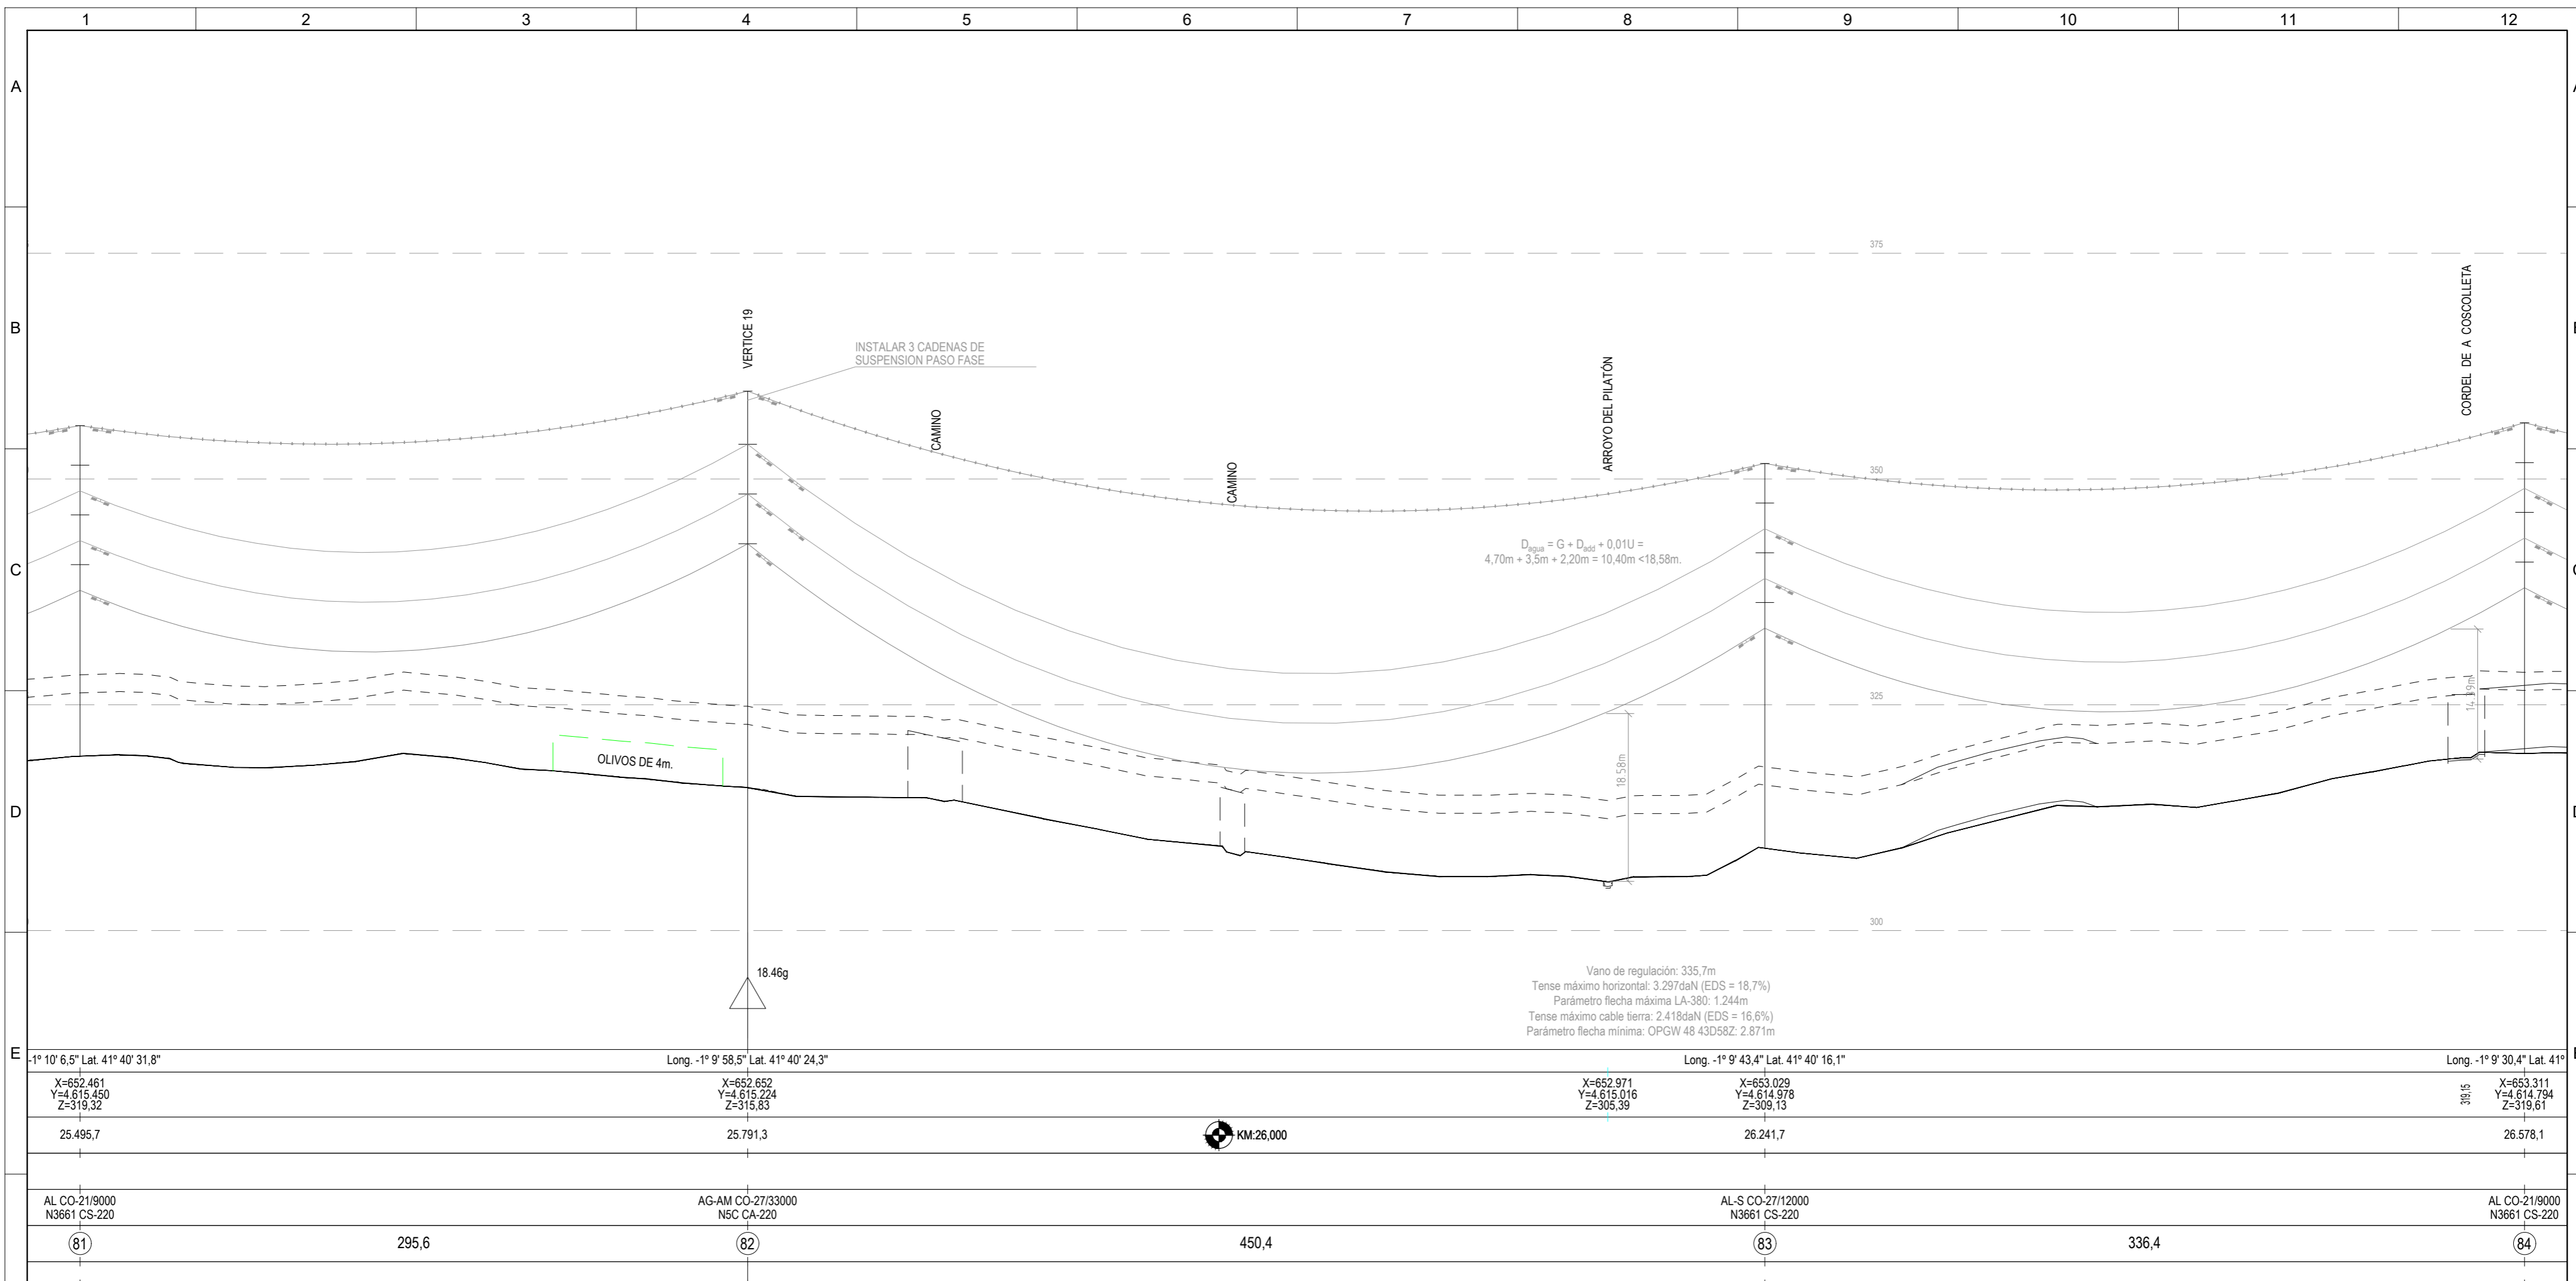 1 2 3 4 5 6 7 8 9 10 11 12
A
B
C
D
E
375
350
325
300
VERTICE 19
INSTALAR 3 CADENAS DE
SUSPENSION PASO FASE
CAMINO
CAMINO
ARROYO DEL PILATÓN
CORDEL DE A COSCOLLETA
Dagua = G + Dadd + 0,01U =
4,70m + 3,5m + 2,20m = 10,40m <18,58m.
OLIVOS DE 4m.
18.58m
18.46g
Vano de regulación: 335,7m
Tense máximo horizontal: 3.297daN (EDS = 18,7%)
Parámetro flecha máxima LA-380: 1.244m
Tense máximo cable tierra: 2.418daN (EDS = 16,6%)
Parámetro flecha mínima: OPGW 48 43D58Z: 2.871m
-1º 10' 6,5" Lat. 41º 40' 31,8"
Long. -1º 9' 58,5" Lat. 41º 40' 24,3"
Long. -1º 9' 43,4" Lat. 41º 40' 16,1"
Long. -1º 9' 30,4" Lat. 41º
X=652.461
Y=4.615.450
Z=319,32
X=652.652
Y=4.615.224
Z=315,83
X=652.971
Y=4.615.016
Z=305,39
X=653.029
Y=4.614.978
Z=309,13
319,15
X=653.311
Y=4.614.794
Z=319,61
25.495,7
25.791,3
KM:26,000
26.241,7
26.578,1
AL CO-21/9000
N3661 CS-220
AG-AM CO-27/33000
N5C CA-220
AL-S CO-27/12000
N3661 CS-220
AL CO-21/9000
N3661 CS-220
81 295,6 82 450,4 83 336,4 84